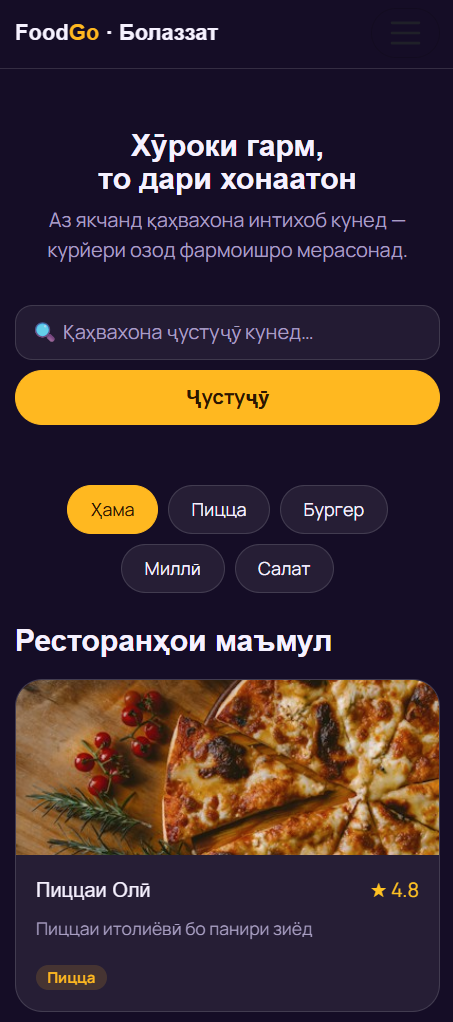 FoodGo · Болаззат
Хӯроки гарм,
то дари хонаатон
Аз якчанд қаҳвахона интихоб кунед —
курйери озод фармоишро мерасонад.
🔍 Қаҳвахона ҷустуҷӯ кунед...
Ҷустуҷӯ
Ҳама
Пицца
Бургер
Миллӣ
Салат
Ресторанҳои маъмул
Пиццаи Олӣ
★ 4.8
Пиццаи итолиёвӣ бо панири зиёд
Пицца